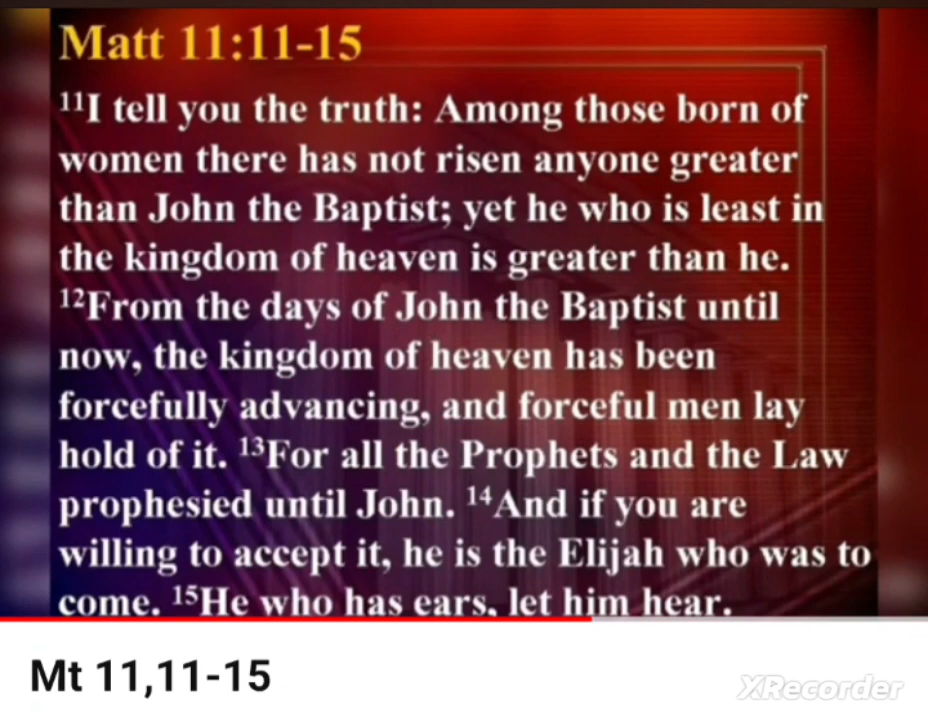 Matt 11:11-15
¹¹I tell you the truth: Among those born of
women there has not risen anyone greater
than John the Baptist; yet he who is least in
the kingdom of heaven is greater than he.
¹²From the days of John the Baptist until
now, the kingdom of heaven has been
forcefully advancing, and forceful men lay
hold of it. ¹³For all the Prophets and the Law
prophesied until John. ¹⁴And if you are
willing to accept it, he is the Elijah who was to
come. ¹⁵He who has ears, let him hear.
Mt 11,11-15
XRecorder